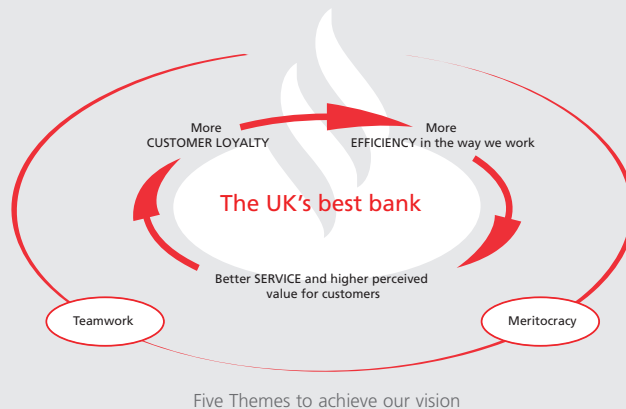 More
CUSTOMER LOYALTY
More
EFFICIENCY in the way we work
The UK's best bank
Better SERVICE and higher perceived
value for customers
Teamwork
Meritocracy
Five Themes to achieve our vision